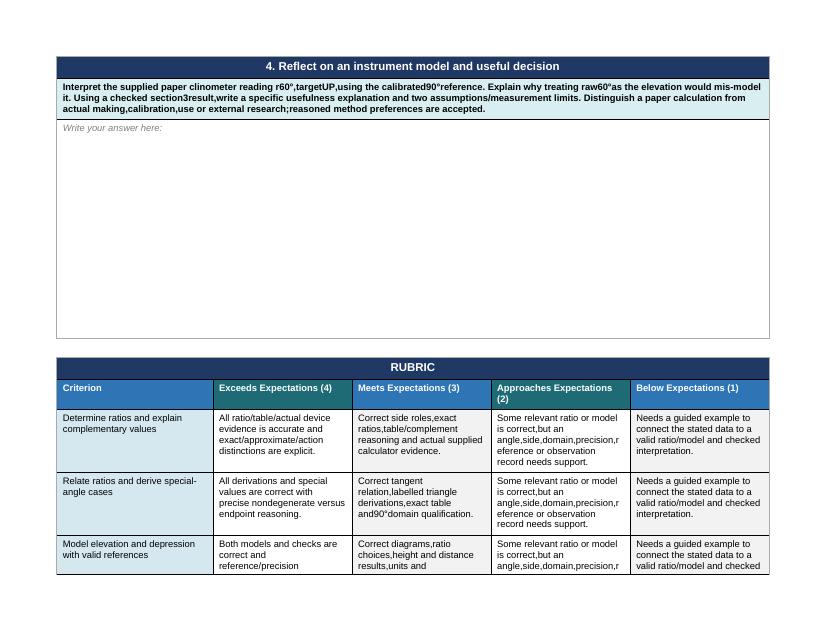 4. Reflect on an instrument model and useful decision
Interpret the supplied paper clinometer reading r60°,targetUP,using the calibrated90°reference. Explain why treating raw60°as the elevation would mis-model
it. Using a checked section3result,write a specific usefulness explanation and two assumptions/measurement limits. Distinguish a paper calculation from
actual making,calibration,use or external research;reasoned method preferences are accepted.
Write your answer here:
RUBRIC
Criterion
Exceeds Expectations (4)
Meets Expectations (3)
Approaches Expectations
(2)
Below Expectations (1)
Determine ratios and explain
complementary values
All ratio/table/actual device
evidence is accurate and
exact/approximate/action
distinctions are explicit.
Correct side roles,exact
ratios,table/complement
reasoning and actual supplied
calculator evidence.
Some relevant ratio or model
is correct,but an
angle,side,domain,precision,r
eference or observation
record needs support.
Needs a guided example to
connect the stated data to a
valid ratio/model and checked
interpretation.
Relate ratios and derive special-
angle cases
All derivations and special
values are correct with
precise nondegenerate versus
endpoint reasoning.
Correct tangent
relation,labelled triangle
derivations,exact table
and90°domain qualification.
Some relevant ratio or model
is correct,but an
angle,side,domain,precision,r
eference or observation
record needs support.
Needs a guided example to
connect the stated data to a
valid ratio/model and checked
interpretation.
Model elevation and depression
with valid references
Both models and checks are
correct and
reference/precision
Correct diagrams,ratio
choices,height and distance
results,units and
Some relevant ratio or model
is correct,but an
angle,side,domain,precision,r
Needs a guided example to
connect the stated data to a
valid ratio/model and checked